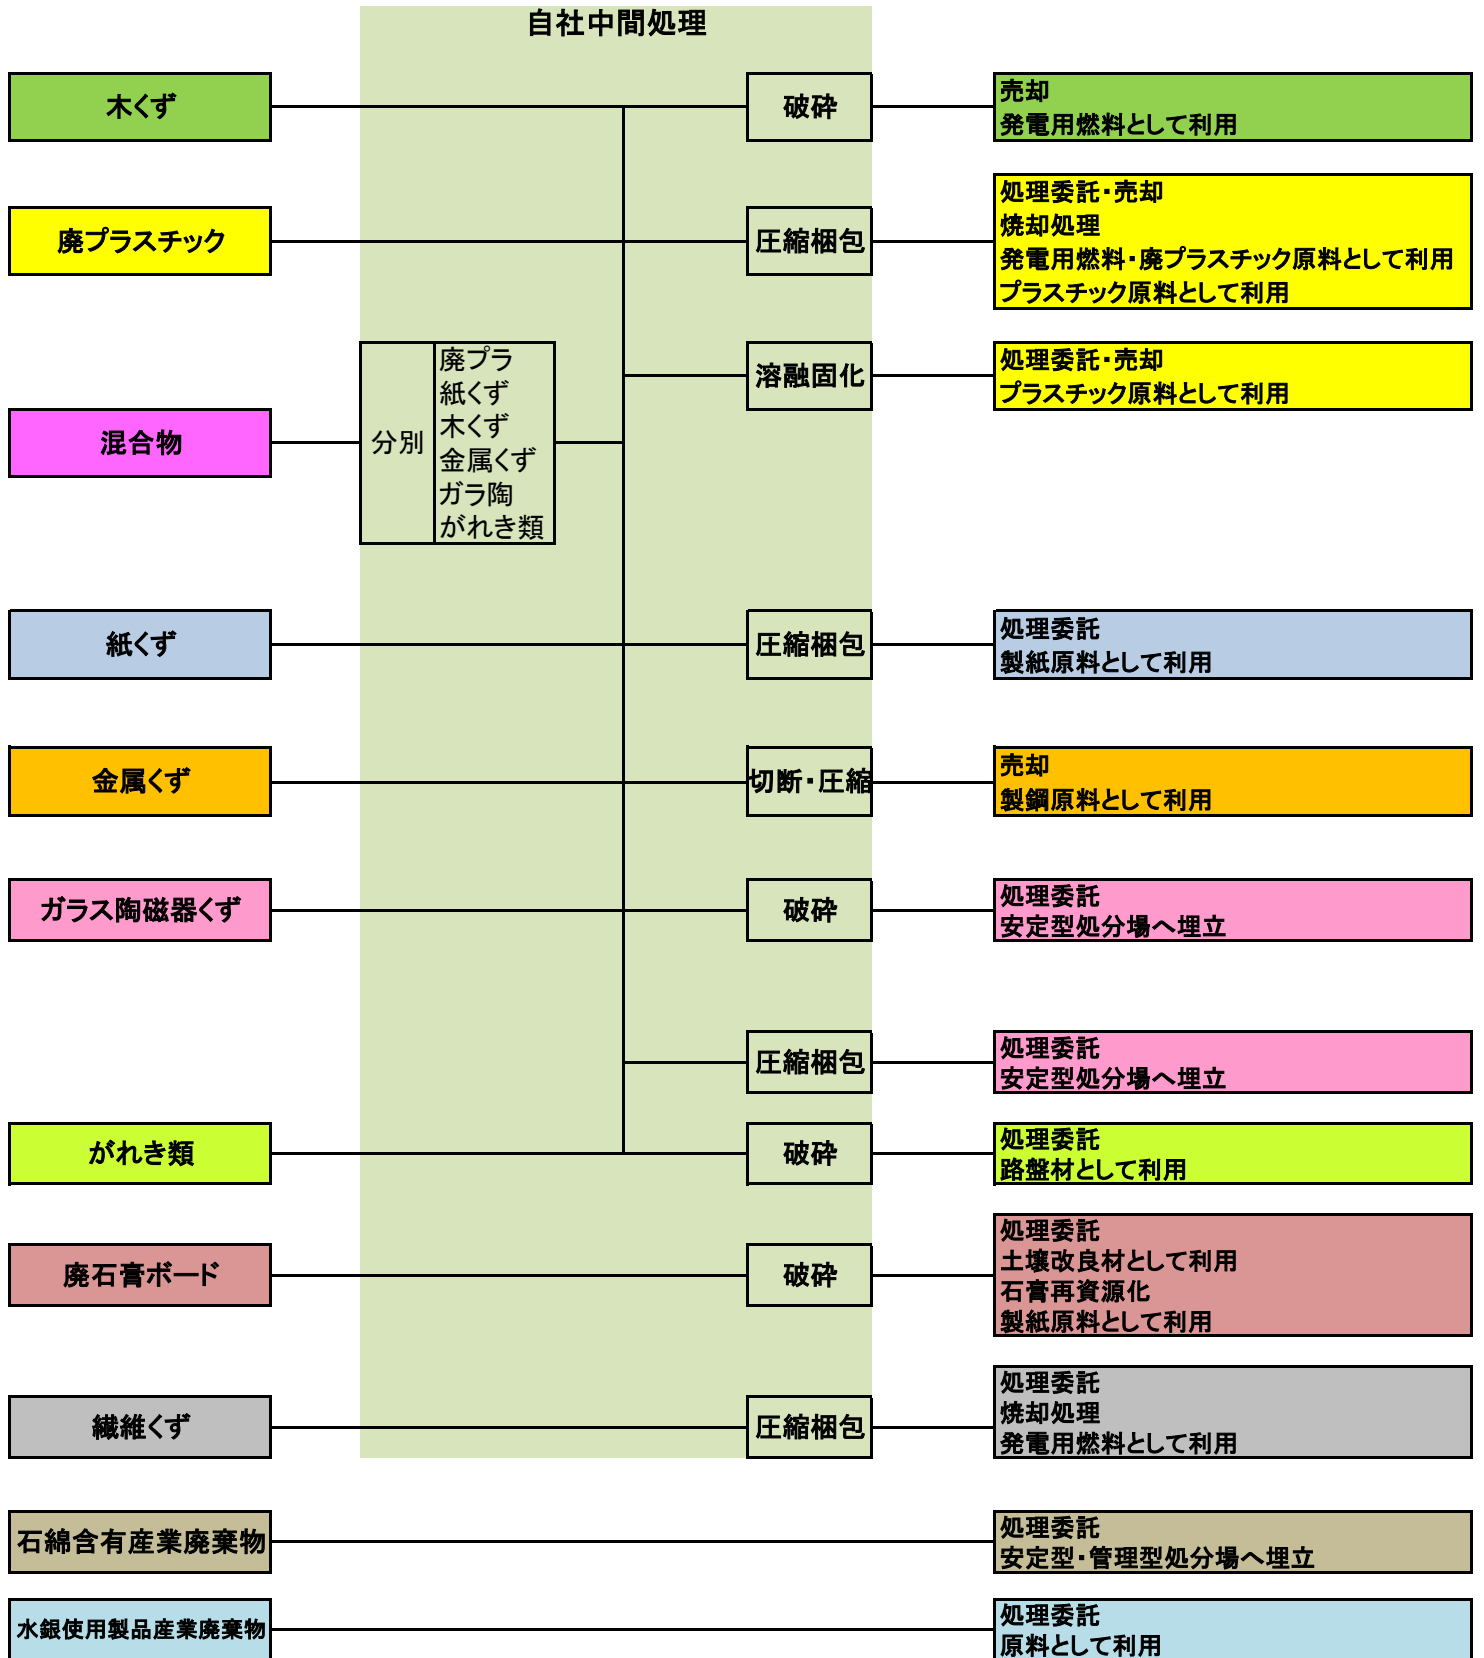 自社中間処理
木くず
破砕
売却
発電用燃料として利用
廃プラスチック
圧縮梱包
処理委託・売却
焼却処理
発電用燃料・廃プラスチック原料として利用
プラスチック原料として利用
混合物
分別
廃プラ
紙くず
木くず
金属くず
ガラ陶
がれき類
溶融固化
処理委託・売却
プラスチック原料として利用
紙くず
圧縮梱包
処理委託
製紙原料として利用
金属くず
切断・圧縮
売却
製鋼原料として利用
ガラス陶磁器くず
破砕
処理委託
安定型処分場へ埋立
圧縮梱包
処理委託
安定型処分場へ埋立
がれき類
破砕
処理委託
路盤材として利用
廃石膏ボード
破砕
処理委託
土壌改良材として利用
石膏再資源化
製紙原料として利用
繊維くず
圧縮梱包
処理委託
焼却処理
発電用燃料として利用
石綿含有産業廃棄物
処理委託
安定型・管理型処分場へ埋立
水銀使用製品産業廃棄物
処理委託
原料として利用